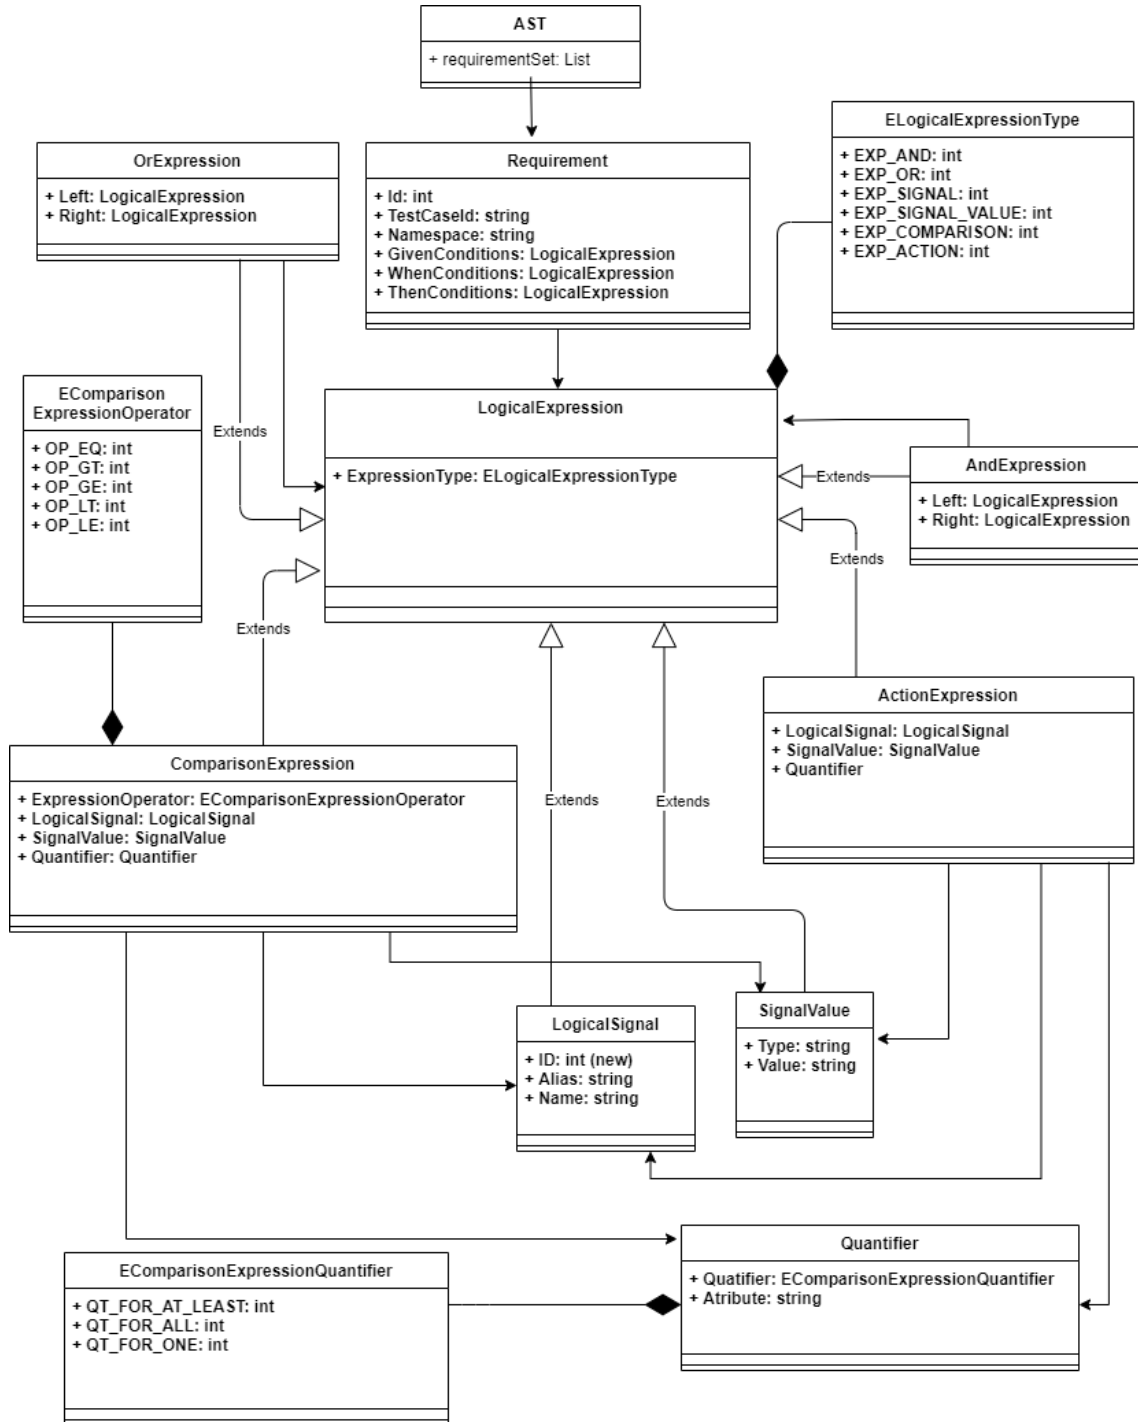 AST
+ requirementSet: List
ELogicalExpressionType
+ EXP_AND: int
+ EXP_OR: int
+ EXP_SIGNAL: int
+ EXP_SIGNAL_VALUE: int
+ EXP_COMPARISON: int
+ EXP_ACTION: int
OrExpression
+ Left: LogicalExpression
+ Right: LogicalExpression
Requirement
+ Id: int
+ TestCaseId: string
+ Namespace: string
+ GivenConditions: LogicalExpression
+ WhenConditions: LogicalExpression
+ ThenConditions: LogicalExpression
EComparison
ExpressionOperator
+ OP_EQ: int
+ OP_GT: int
+ OP_GE: int
+ OP_LT: int
+ OP_LE: int
Extends
LogicalExpression
+ ExpressionType: ELogicalExpressionType
Extends
AndExpression
+ Left: LogicalExpression
+ Right: LogicalExpression
Extends
Extends
ActionExpression
+ LogicalSignal: LogicalSignal
+ SignalValue: SignalValue
+ Quantifier
ComparisonExpression
+ ExpressionOperator: EComparisonExpressionOperator
+ LogicalSignal: LogicalSignal
+ SignalValue: SignalValue
+ Quantifier: Quantifier
Extends
Extends
LogicalSignal
+ ID: int (new)
+ Alias: string
+ Name: string
SignalValue
+ Type: string
+ Value: string
Quantifier
+ Quatifier: EComparisonExpressionQuantifier
+ Atribute: string
EComparisonExpressionQuantifier
+ QT_FOR_AT_LEAST: int
+ QT_FOR_ALL: int
+ QT_FOR_ONE: int